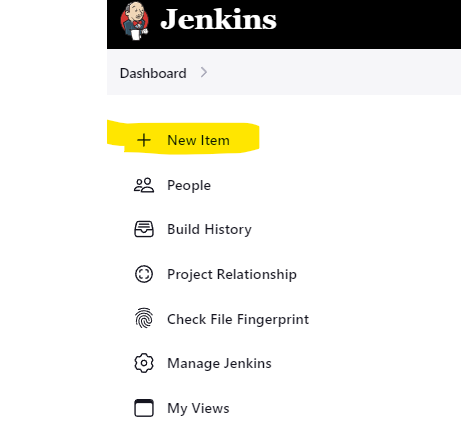 Jenkins
Dashboard
New Item
People
Build History
Project Relationship
Check File Fingerprint
Manage Jenkins
My Views